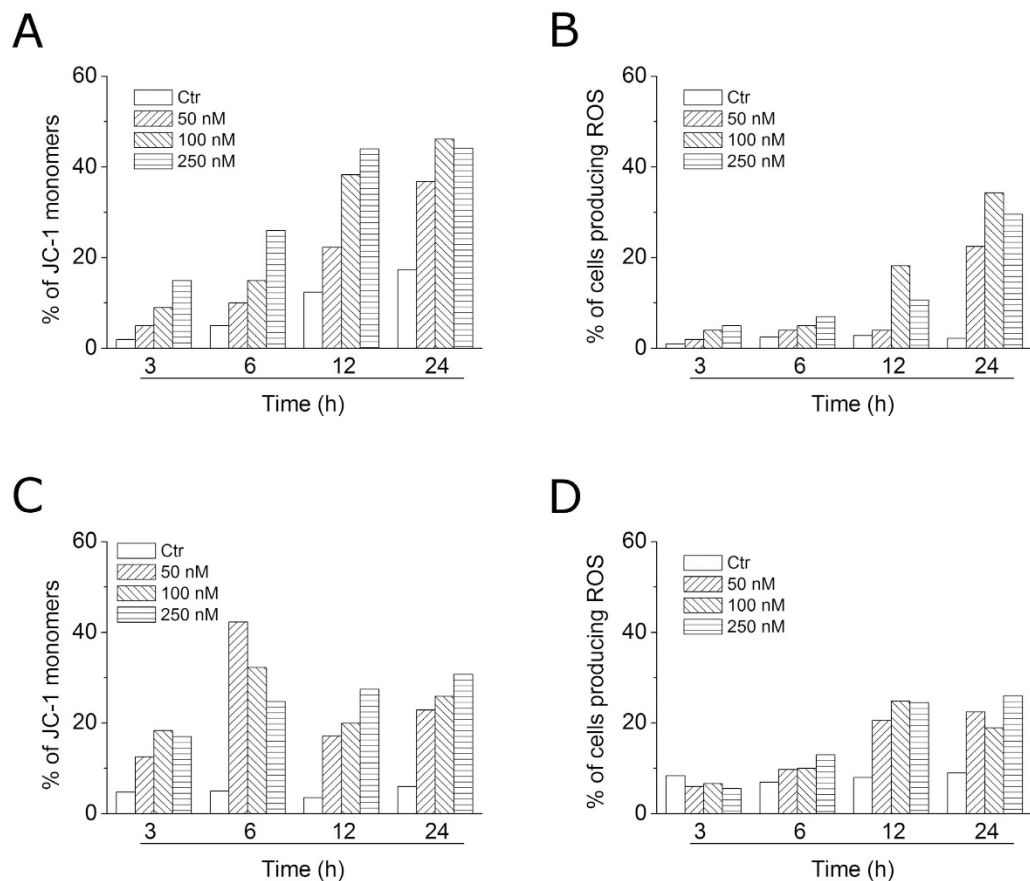 A
% of JC-1 monomers
60
40
20
0
Ctr
50 nM
100 nM
250 nM
3 6 12 24
Time (h)
B
% of cells producing ROS
60
40
20
0
Ctr
50 nM
100 nM
250 nM
3 6 12 24
Time (h)
C
% of JC-1 monomers
60
40
20
0
Ctr
50 nM
100 nM
250 nM
3 6 12 24
Time (h)
D
% of cells producing ROS
60
40
20
0
Ctr
50 nM
100 nM
250 nM
3 6 12 24
Time (h)